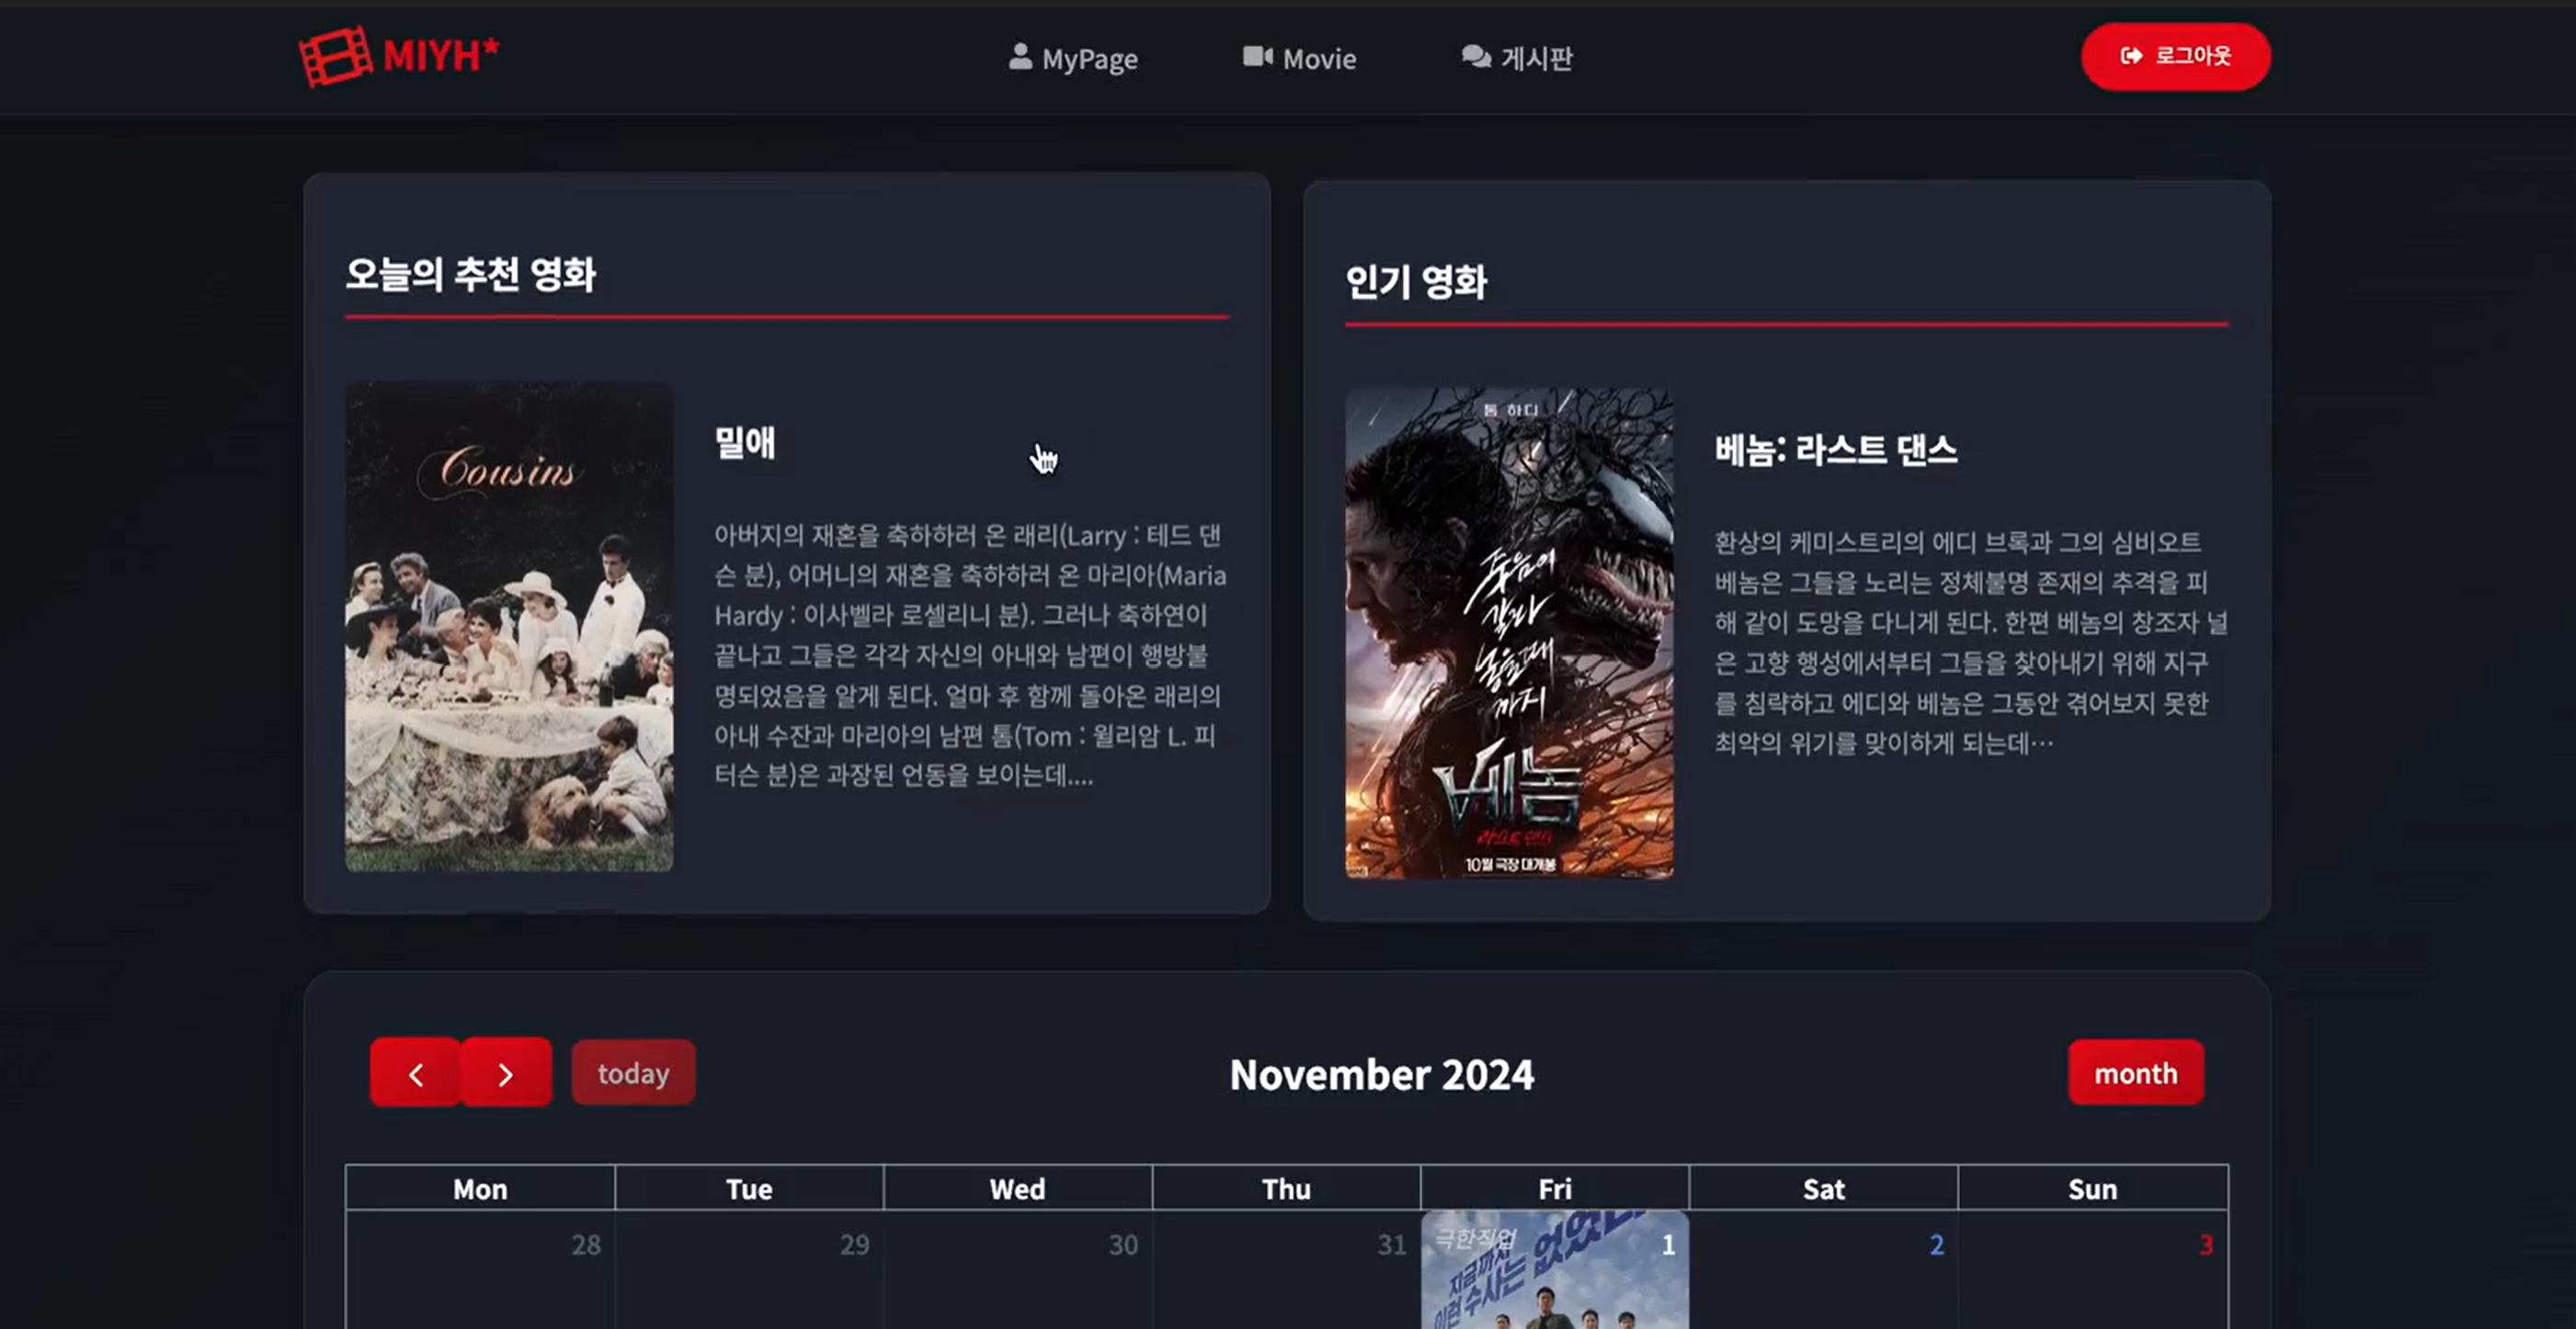 MIYH*
MyPage
Movie
게시판
로그아웃
오늘의 추천 영화
Cousins
밀애
아버지의 재혼을 축하하러 온 래리(Larry : 테드 댄
슨 분), 어머니의 재혼을 축하하러 온 마리아(Maria
Hardy : 이사벨라 로셀리니 분). 그러나 축하연이
끝나고 그들은 각각 자신의 아내와 남편이 행방불
명되었음을 알게 된다. 얼마 후 함께 돌아온 래리의
아내 수잔과 마리아의 남편 톰(Tom : 윌리암 L. 피
터슨 분)은 과장된 언동을 보이는데....
인기 영화
톰 하디
죽음이
갈라
놓을 때
까지
베놈
라스트 댄스
10월 극장 대개봉
베놈: 라스트 댄스
환상의 케미스트리의 에디 브록과 그의 심비오트
베놈은 그들을 노리는 정체불명 존재의 추격을 피
해 같이 도망을 다니게 된다. 한편 베놈의 창조자 널
은 고향 행성에서부터 그들을 찾아내기 위해 지구
를 침략하고 에디와 베놈은 그동안 겪어보지 못한
최악의 위기를 맞이하게 되는데…
today
November 2024
month
Mon
Tue
Wed
Thu
Fri
Sat
Sun
28
29
30
31
극한직업
1
지금까지
이런 수사는 없었다
2
3